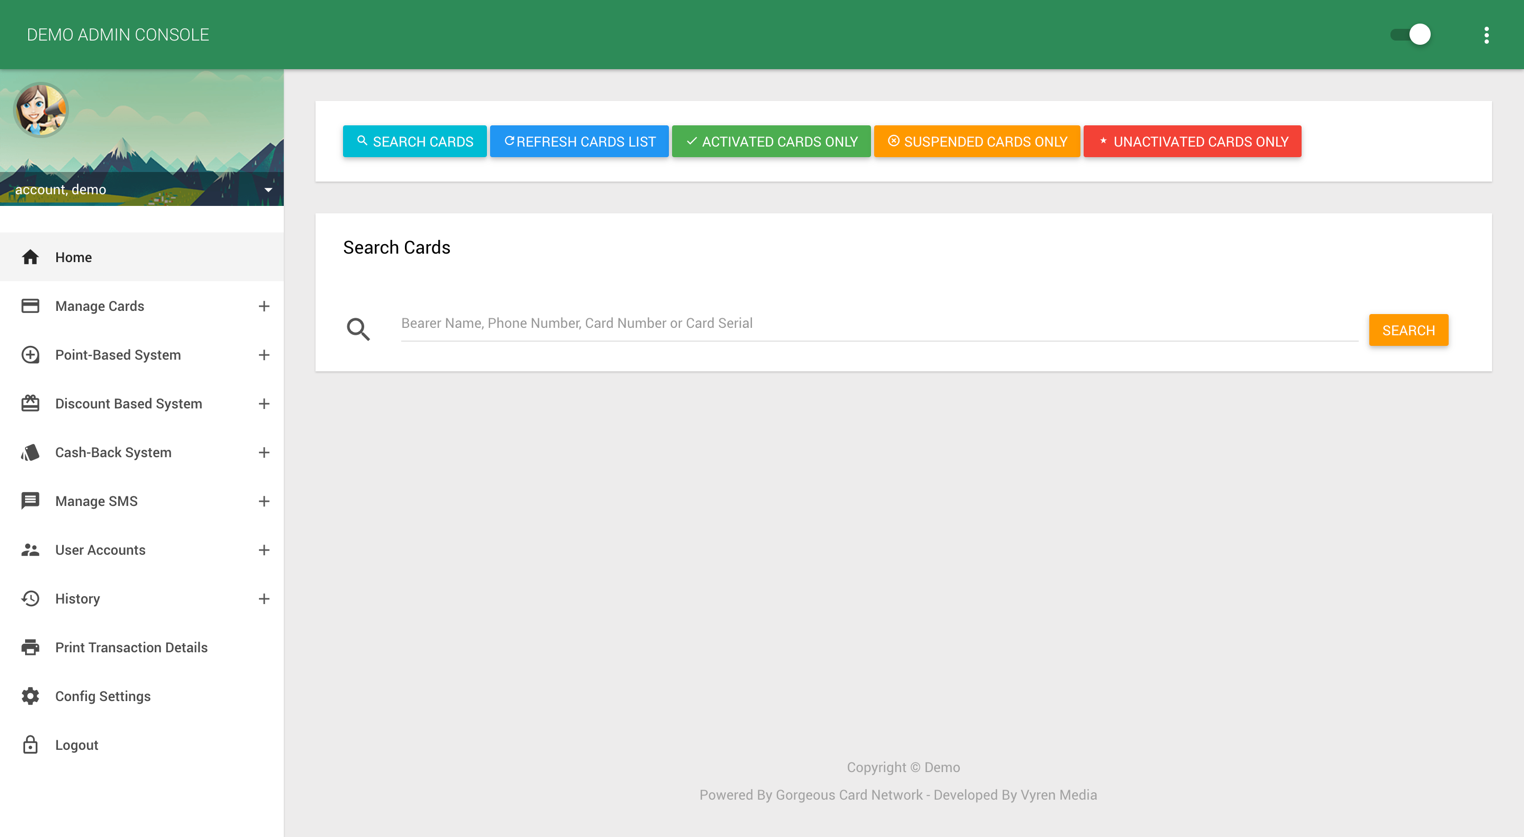 DEMO ADMIN CONSOLE
account, demo
Home
Manage Cards
Point-Based System
Discount Based System
Cash-Back System
Manage SMS
User Accounts
History
Print Transaction Details
Config Settings
Logout
SEARCH CARDS
REFRESH CARDS LIST
ACTIVATED CARDS ONLY
SUSPENDED CARDS ONLY
* UNACTIVATED CARDS ONLY
Search Cards
Bearer Name, Phone Number, Card Number or Card Serial
SEARCH
Copyright © Demo
Powered By Gorgeous Card Network - Developed By Vyren Media